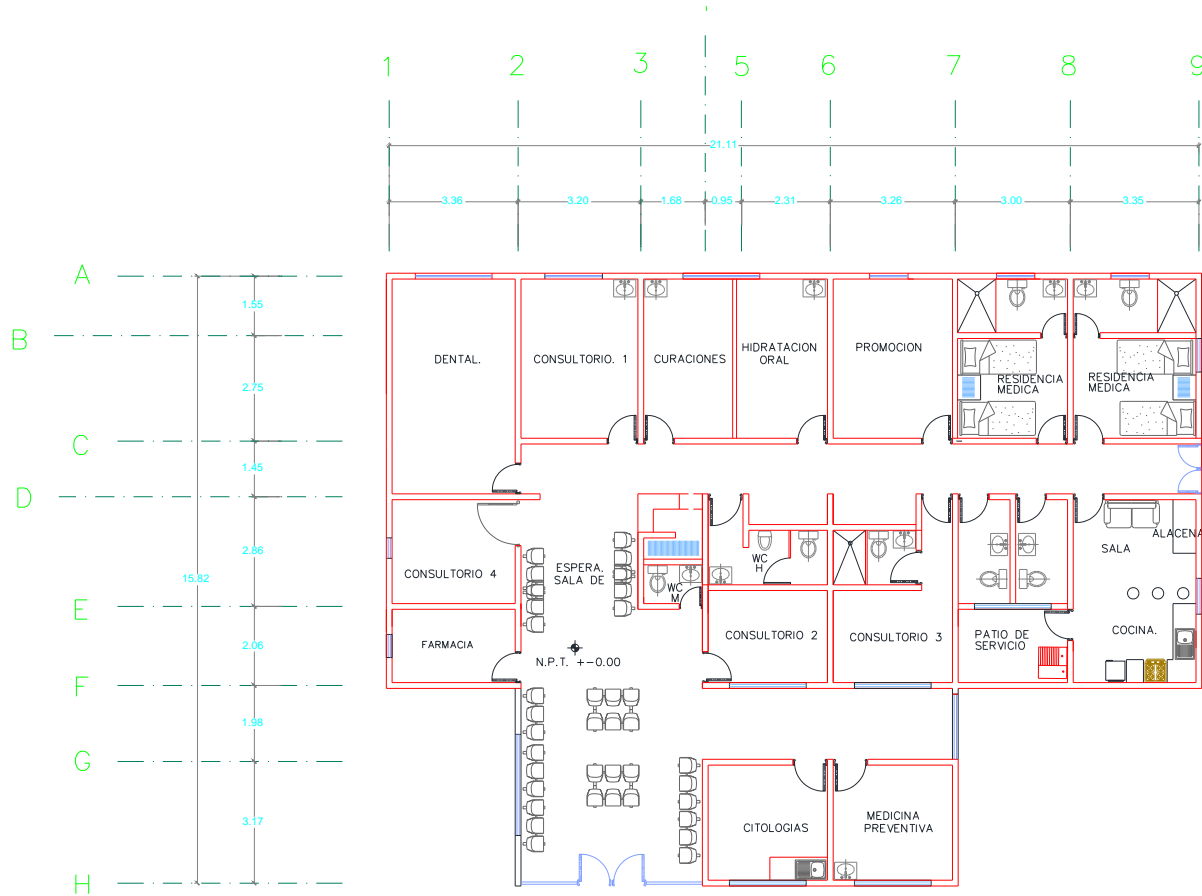 1 2 3 5 6 7 8 9
21.11
3.36 3.20 1.68 0.95 2.31 3.26 3.00 3.35
A
1.55
B
2.75
C
1.45
D
2.86
15.82
E
2.06
F
1.98
G
3.17
H
DENTAL.
CONSULTORIO. 1
CURACIONES
HIDRATACION
ORAL
PROMOCION
RESIDENCIA
MEDICA
RESIDENCIA
MEDICA
CONSULTORIO 4
ESPERA.
SALA DE
WC
M
WC
H
SALA
ALACENA
FARMACIA
N.P.T. +-0.00
CONSULTORIO 2
CONSULTORIO 3
PATIO DE
SERVICIO
COCINA.
CITOLOGIAS
MEDICINA
PREVENTIVA